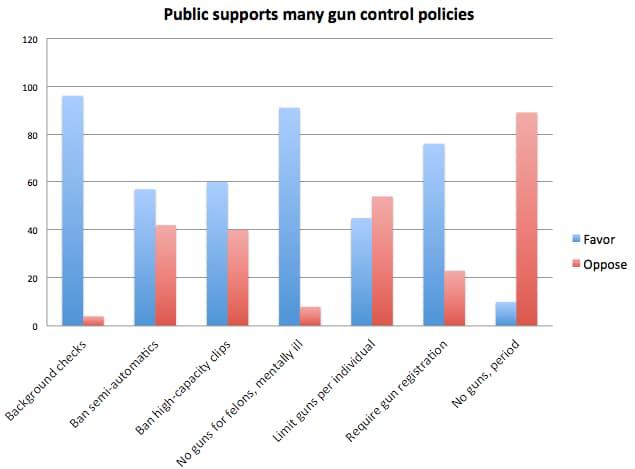 Public supports many gun control policies
120
100
80
60
40
20
0
Favor
Oppose
Background checks
Ban semi-automatics
Ban high-capacity clips
No guns for felons, mentally ill
Limit guns per individual
Require gun registration
No guns, period